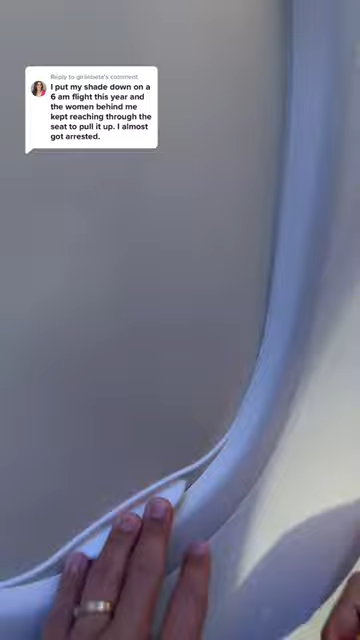 Reply to ginivoete's comment
I put my shade down on a
6 am flight this year and
the women behind me
kept reaching through the
seat to pull it up. I almost
got arrested.